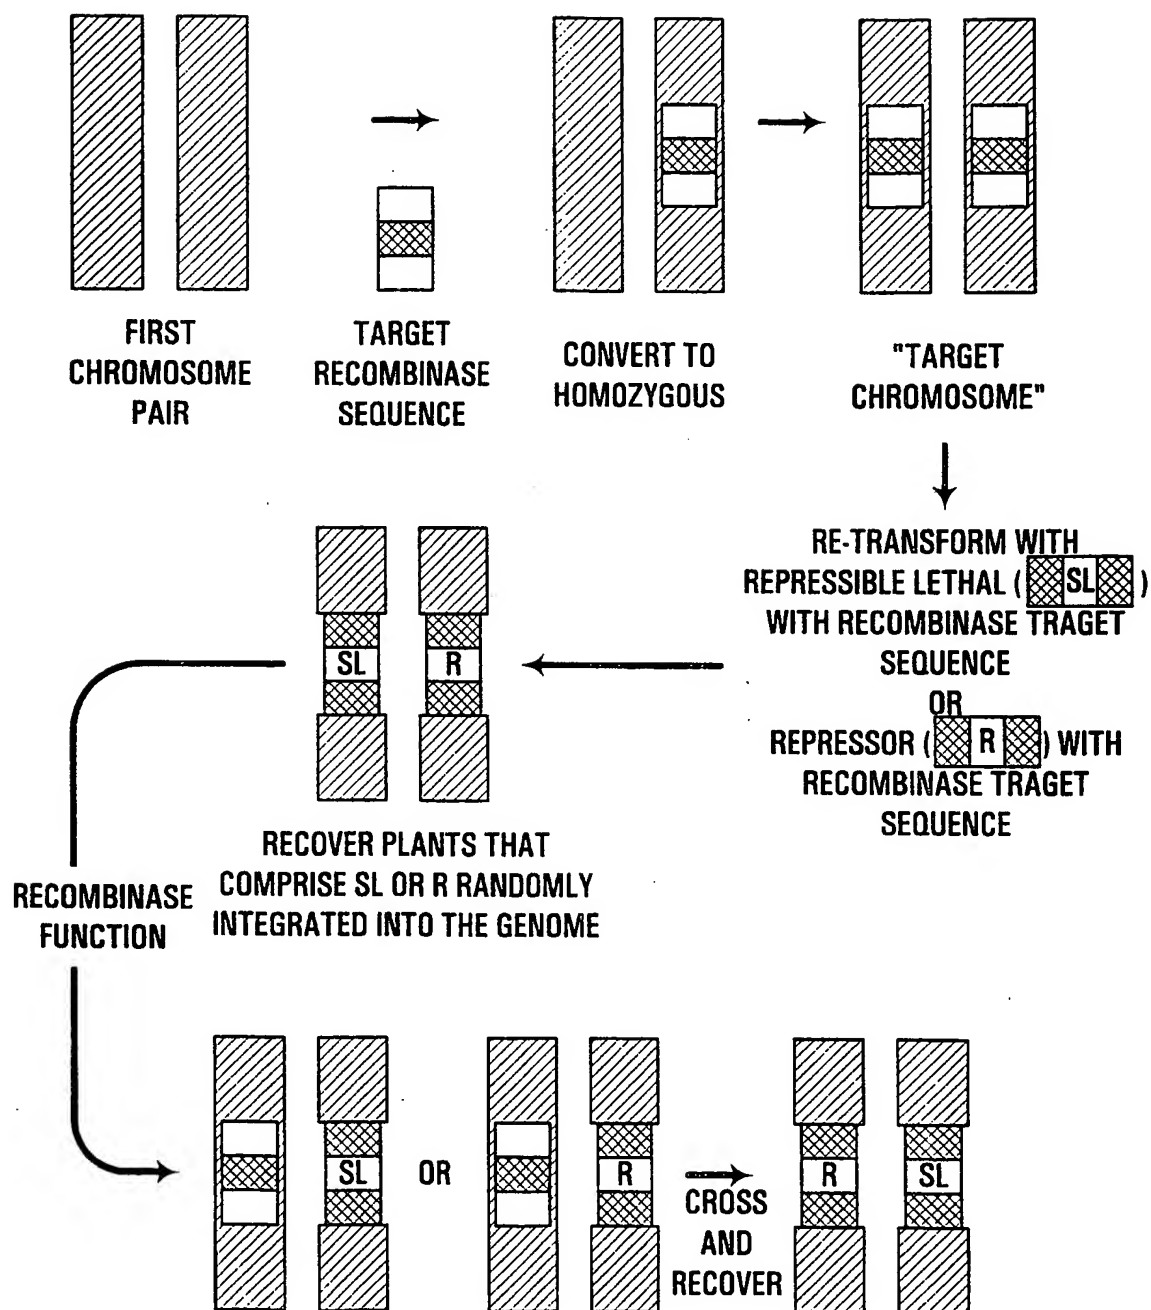 FIRST
CHROMOSOME
PAIR
TARGET
RECOMBINASE
SEQUENCE
CONVERT TO
HOMOZYGOUS
"TARGET
CHROMOSOME"
RE-TRANSFORM WITH
REPRESSIBLE LETHAL ( SL )
WITH RECOMBINASE TRAGET
SEQUENCE
OR
REPRESSOR ( R ) WITH
RECOMBINASE TRAGET
SEQUENCE
SL R
RECOVER PLANTS THAT
COMPRISE SL OR R RANDOMLY
INTEGRATED INTO THE GENOME
RECOMBINASE
FUNCTION
SL OR R
CROSS
AND
RECOVER
R SL